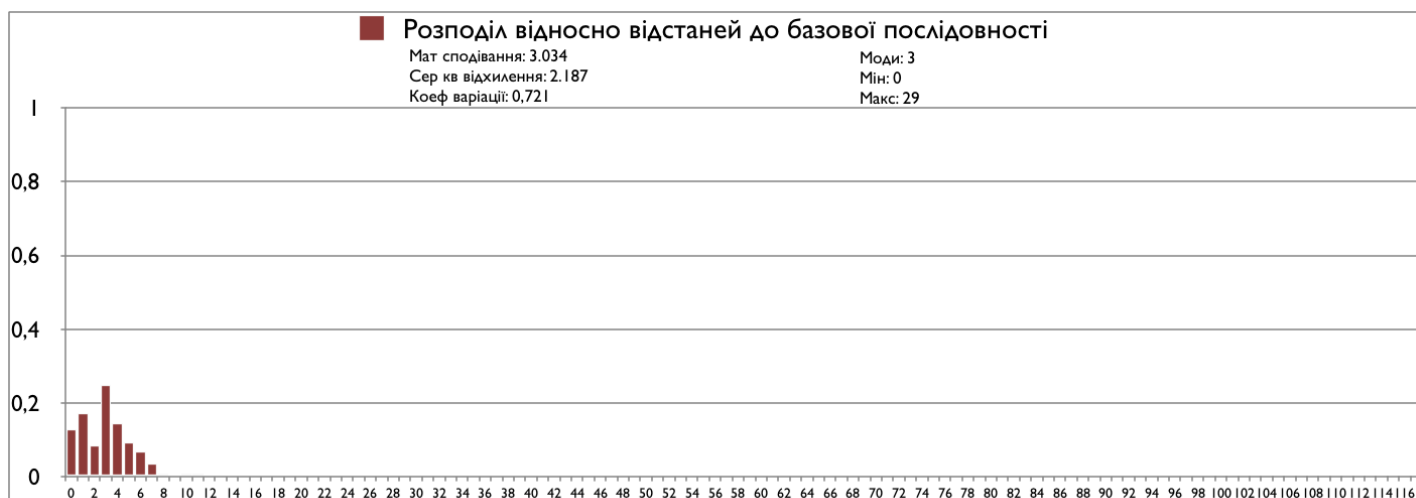 Розподіл відносно відстаней до базової послідовності
Мат сподівання: 3.034
Сер кв відхилення: 2.187
Коеф варіації: 0,721
Моди: 3
Мін: 0
Макс: 29
1
0,8
0,6
0,4
0,2
0
0 2 4 6 8 10 12 14 16 18 20 22 24 26 28 30 32 34 36 38 40 42 44 46 48 50 52 54 56 58 60 62 64 66 68 70 72 74 76 78 80 82 84 86 88 90 92 94 96 98 100 102 104 106 108 110 112 114 116